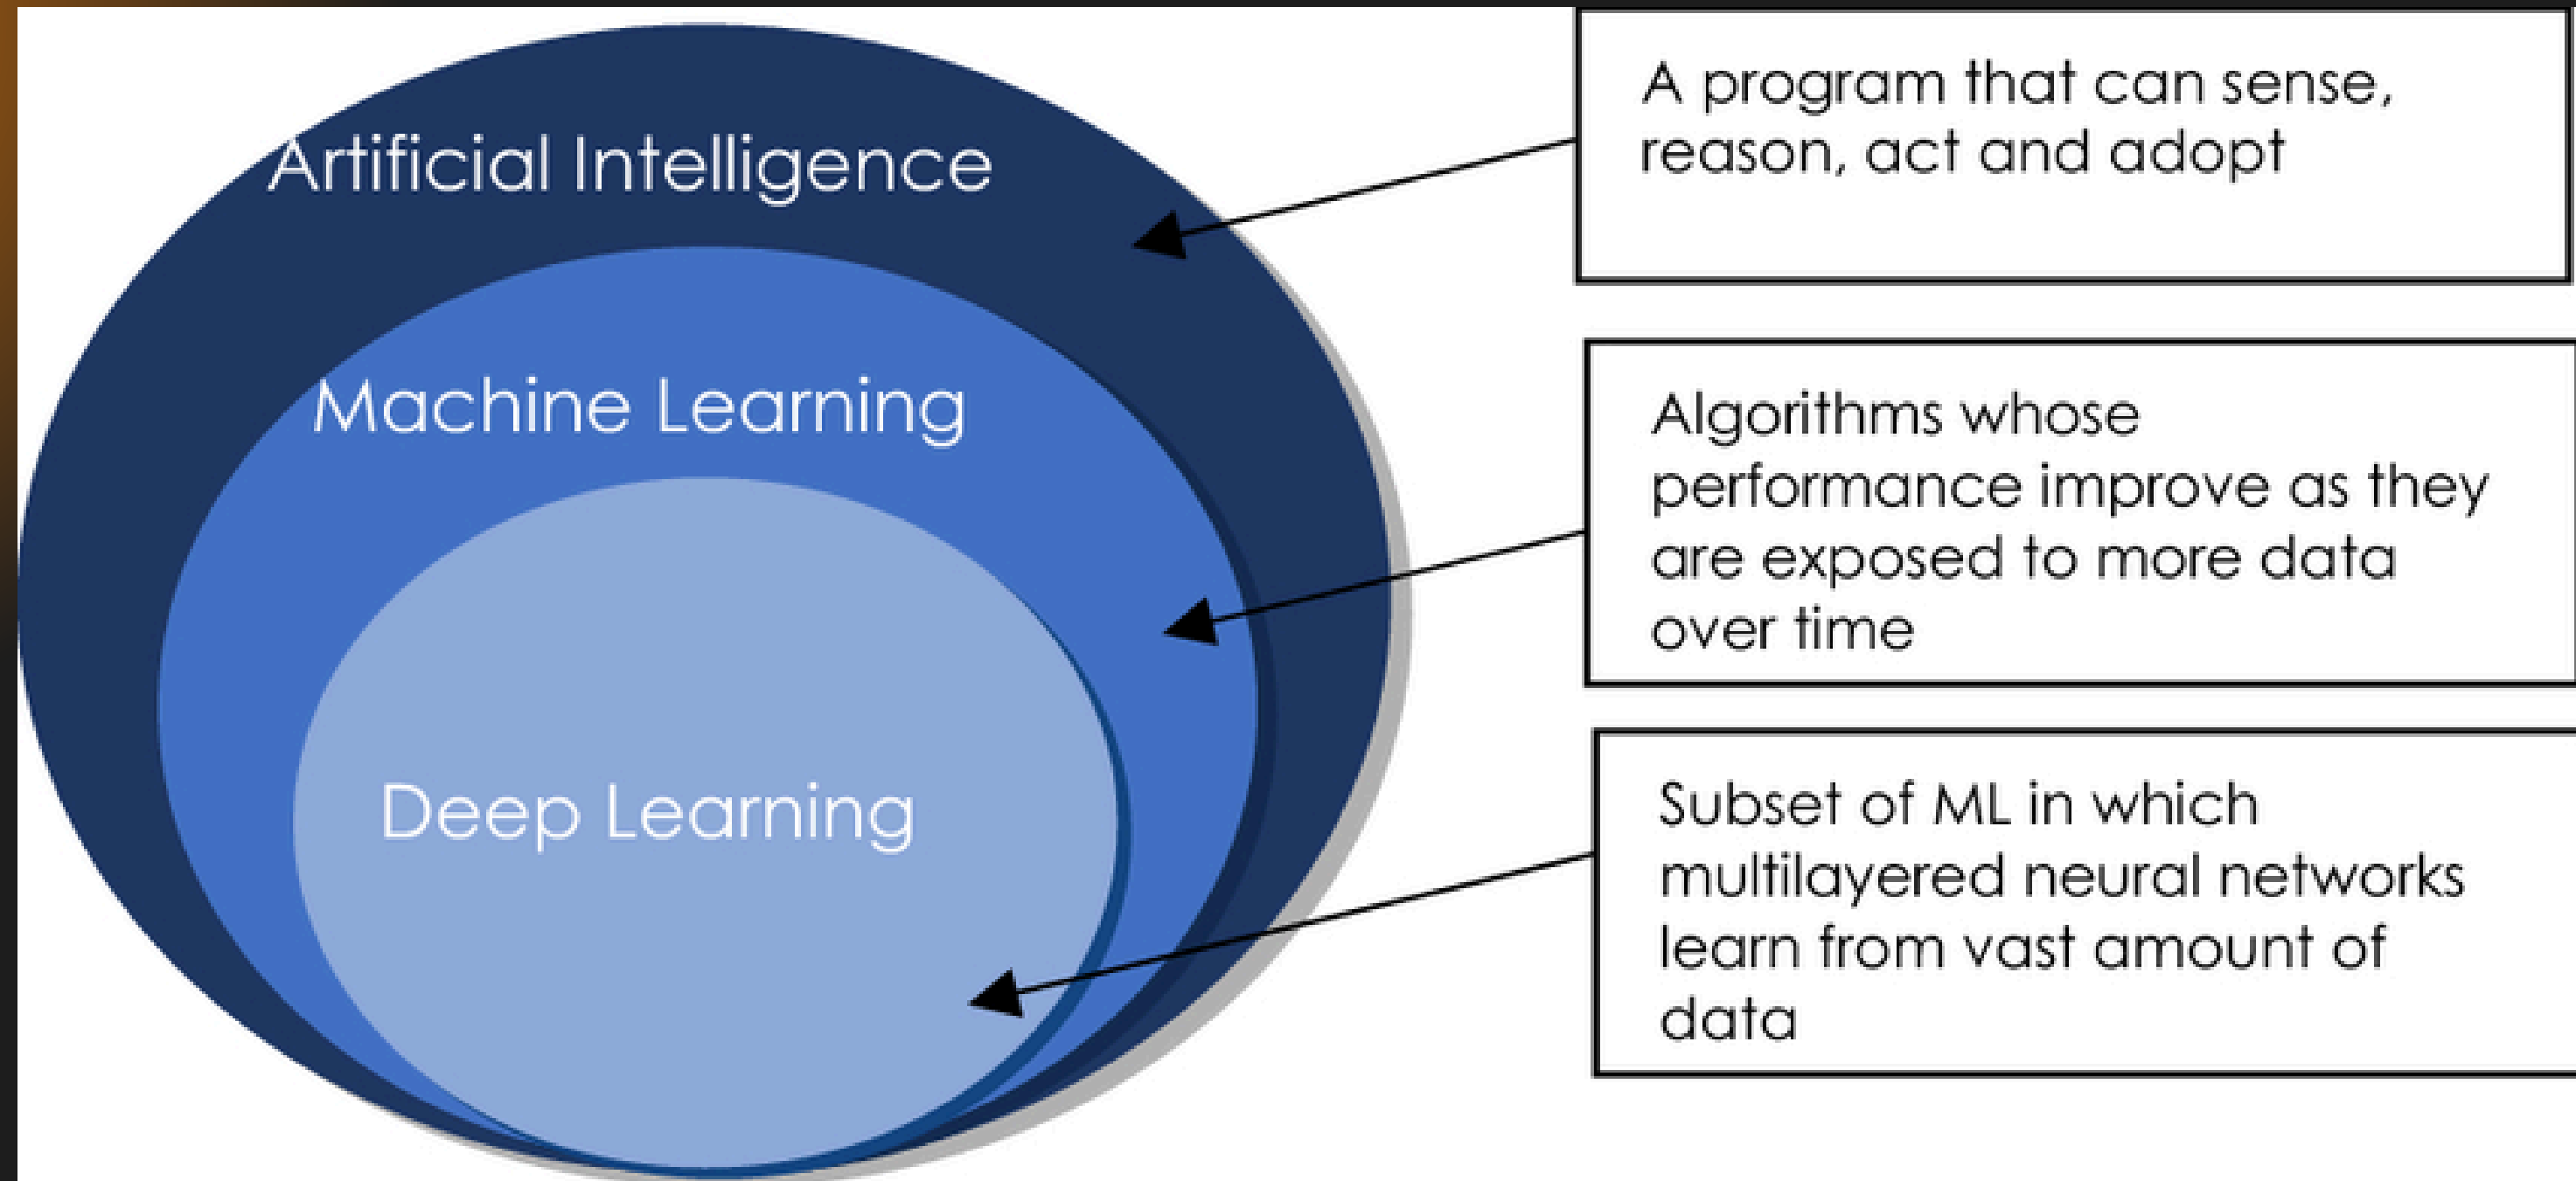 Artificial Intelligence
Machine Learning
Deep Learning
A program that can sense,
reason, act and adopt
Algorithms whose
performance improve as they
are exposed to more data
over time
Subset of ML in which
multilayered neural networks
learn from vast amount of
data